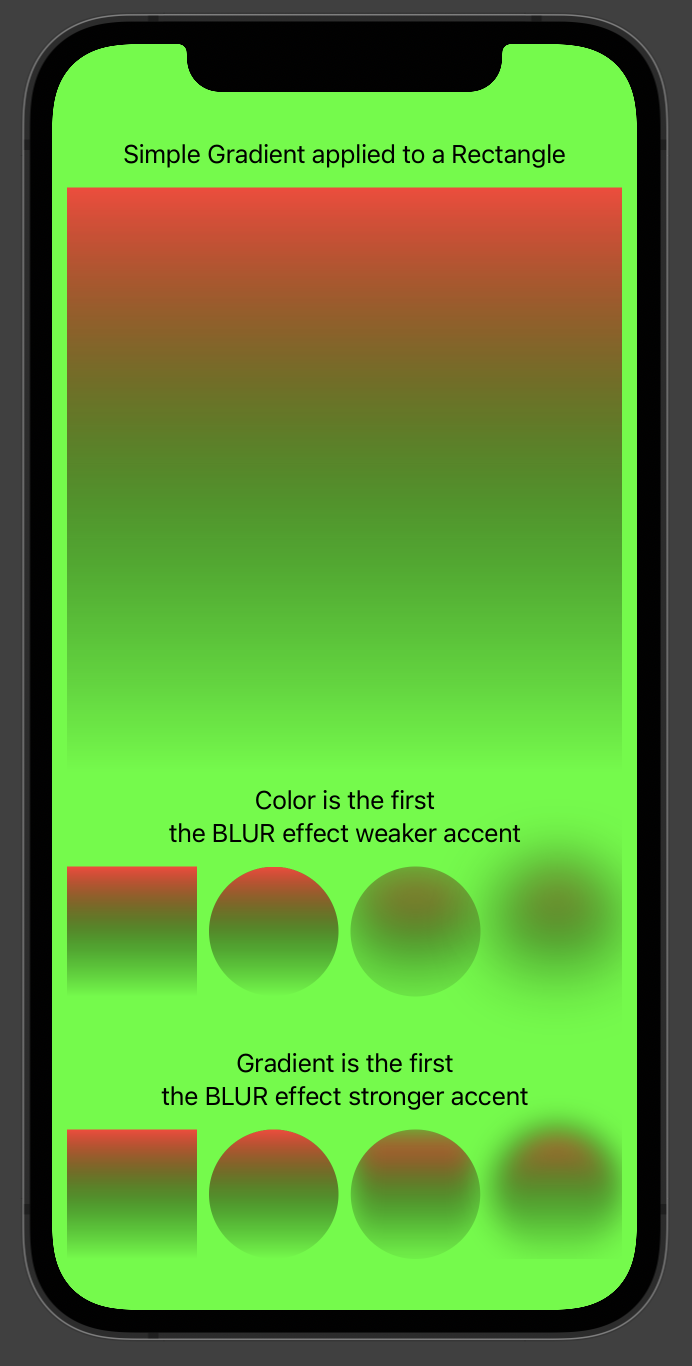 Simple Gradient applied to a Rectangle
Color is the first
the BLUR effect weaker accent
Gradient is the first
the BLUR effect stronger accent